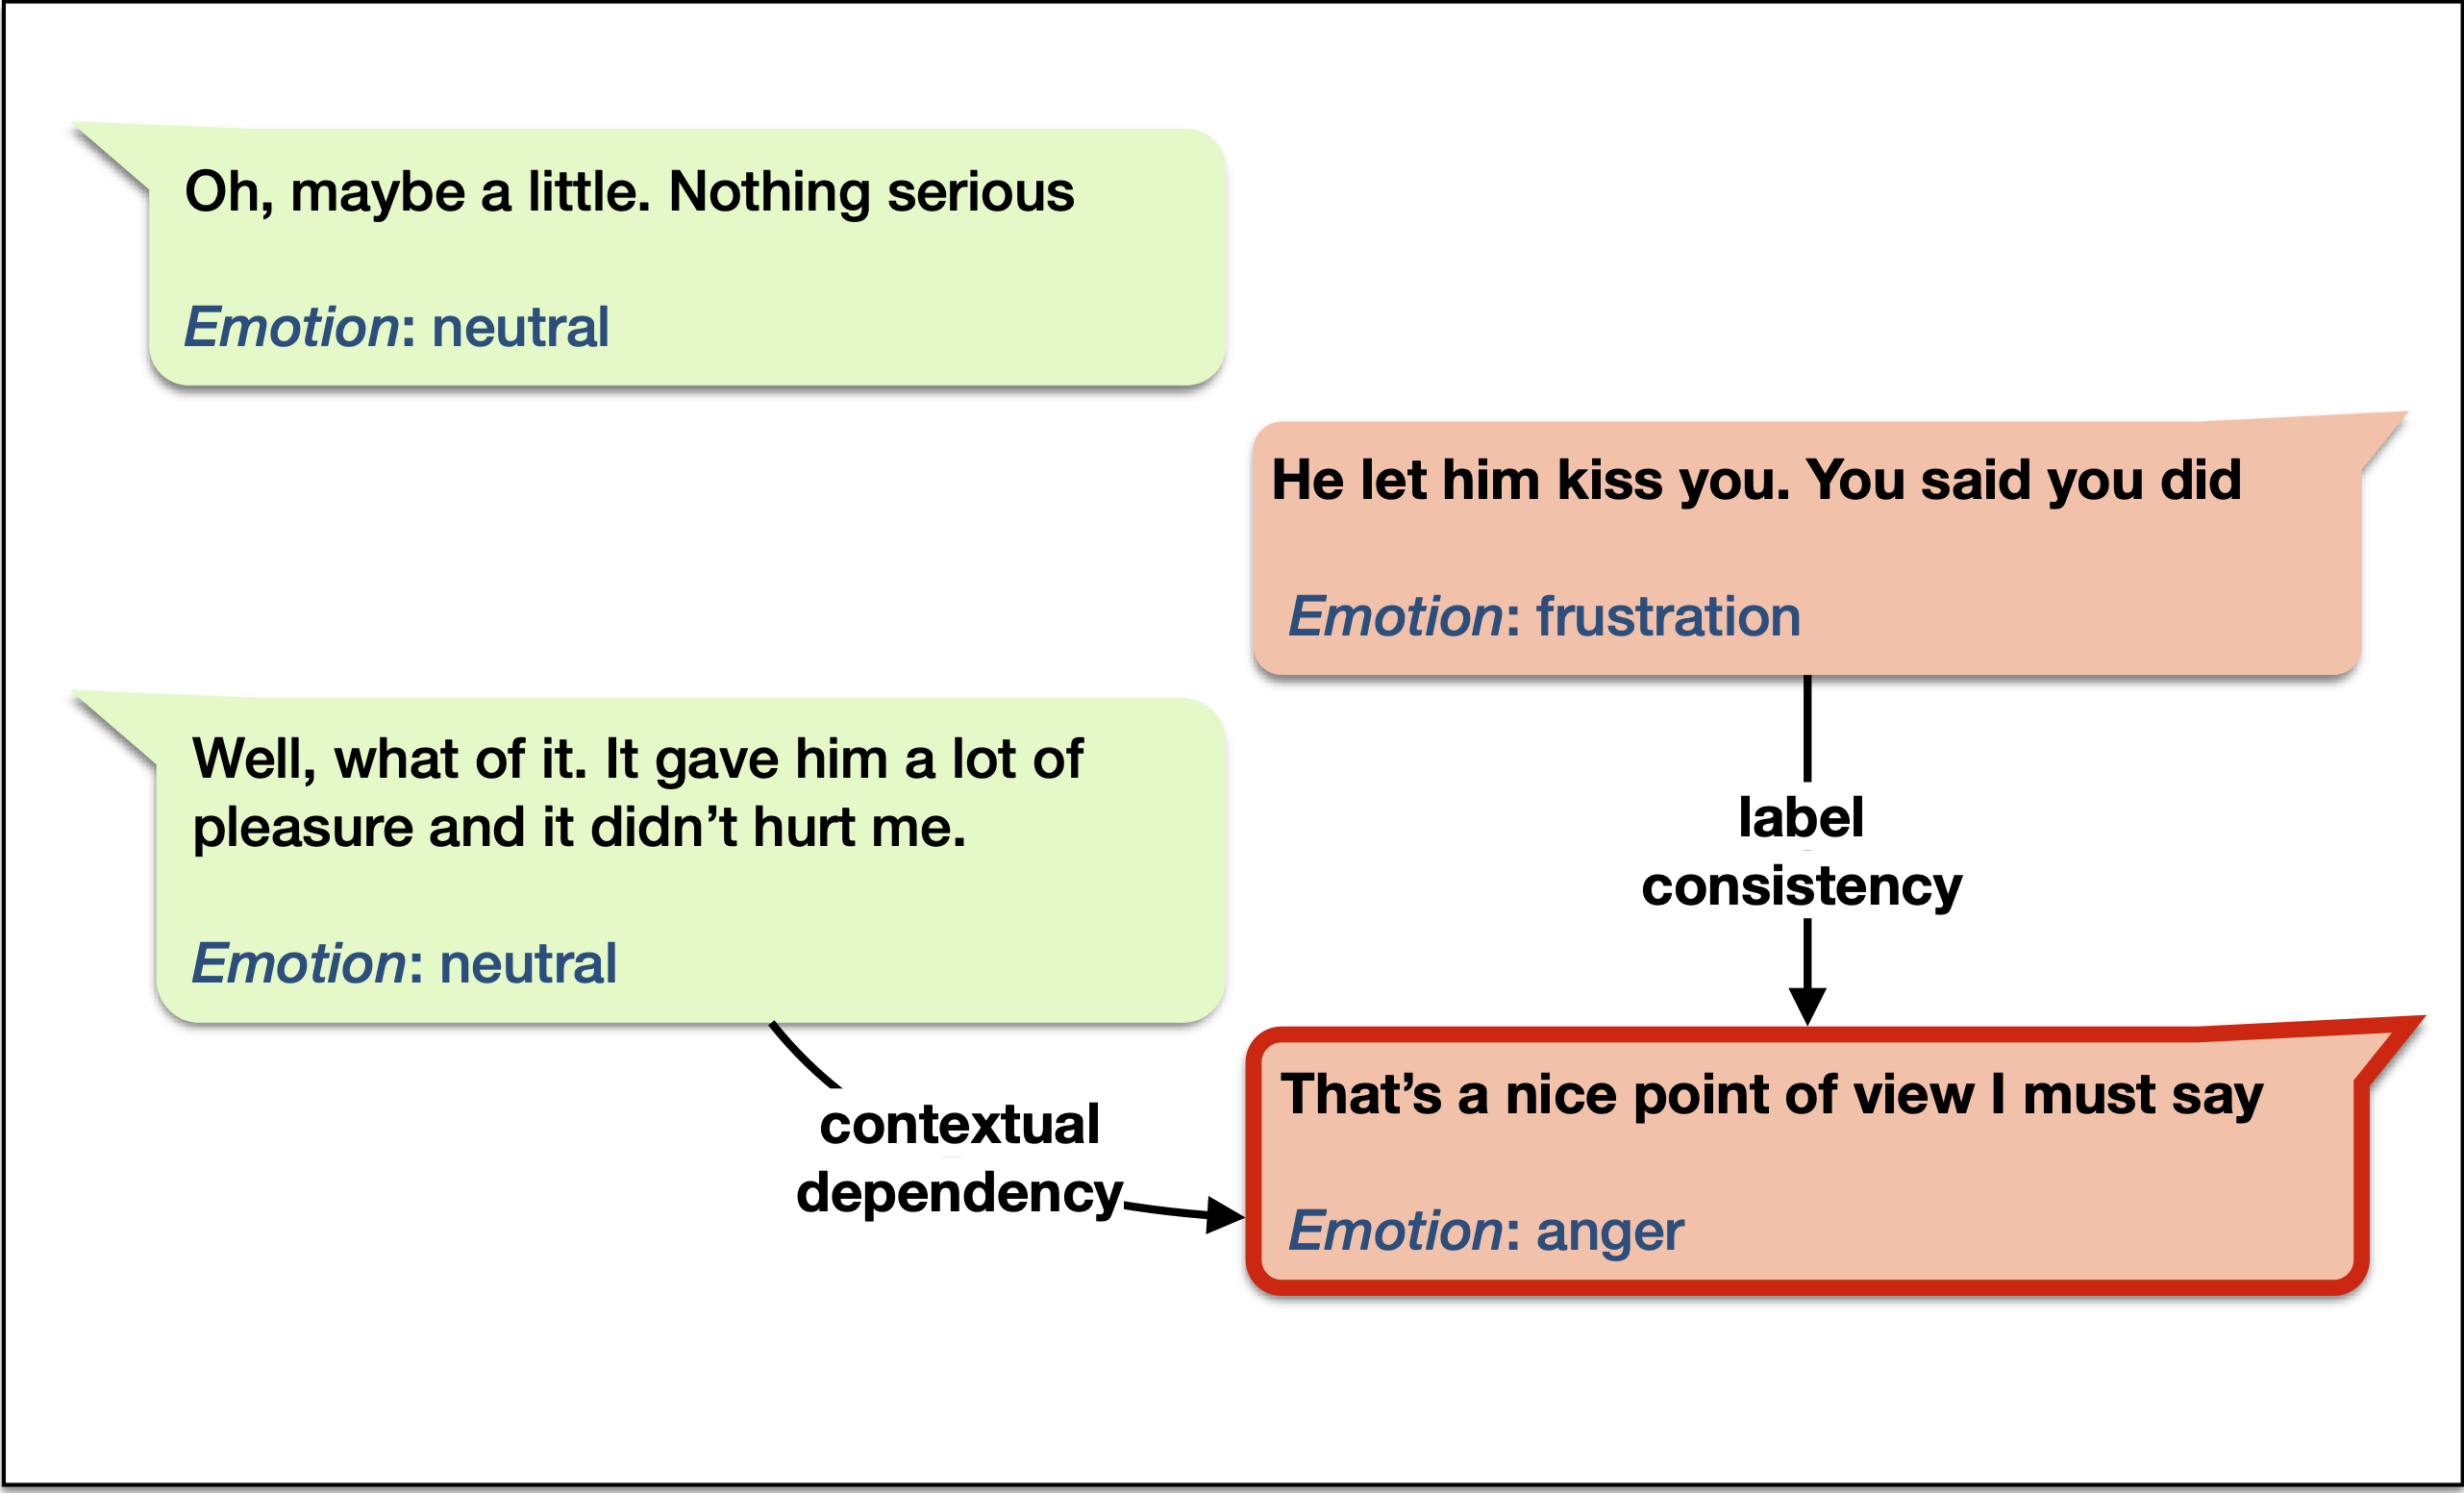 Oh, maybe a little. Nothing serious
Emotion: neutral
He let him kiss you. You said you did
Emotion: frustration
Well, what of it. It gave him a lot of
pleasure and it didn’t hurt me.
Emotion: neutral
label
consistency
contextual
dependency
That’s a nice point of view I must say
Emotion: anger